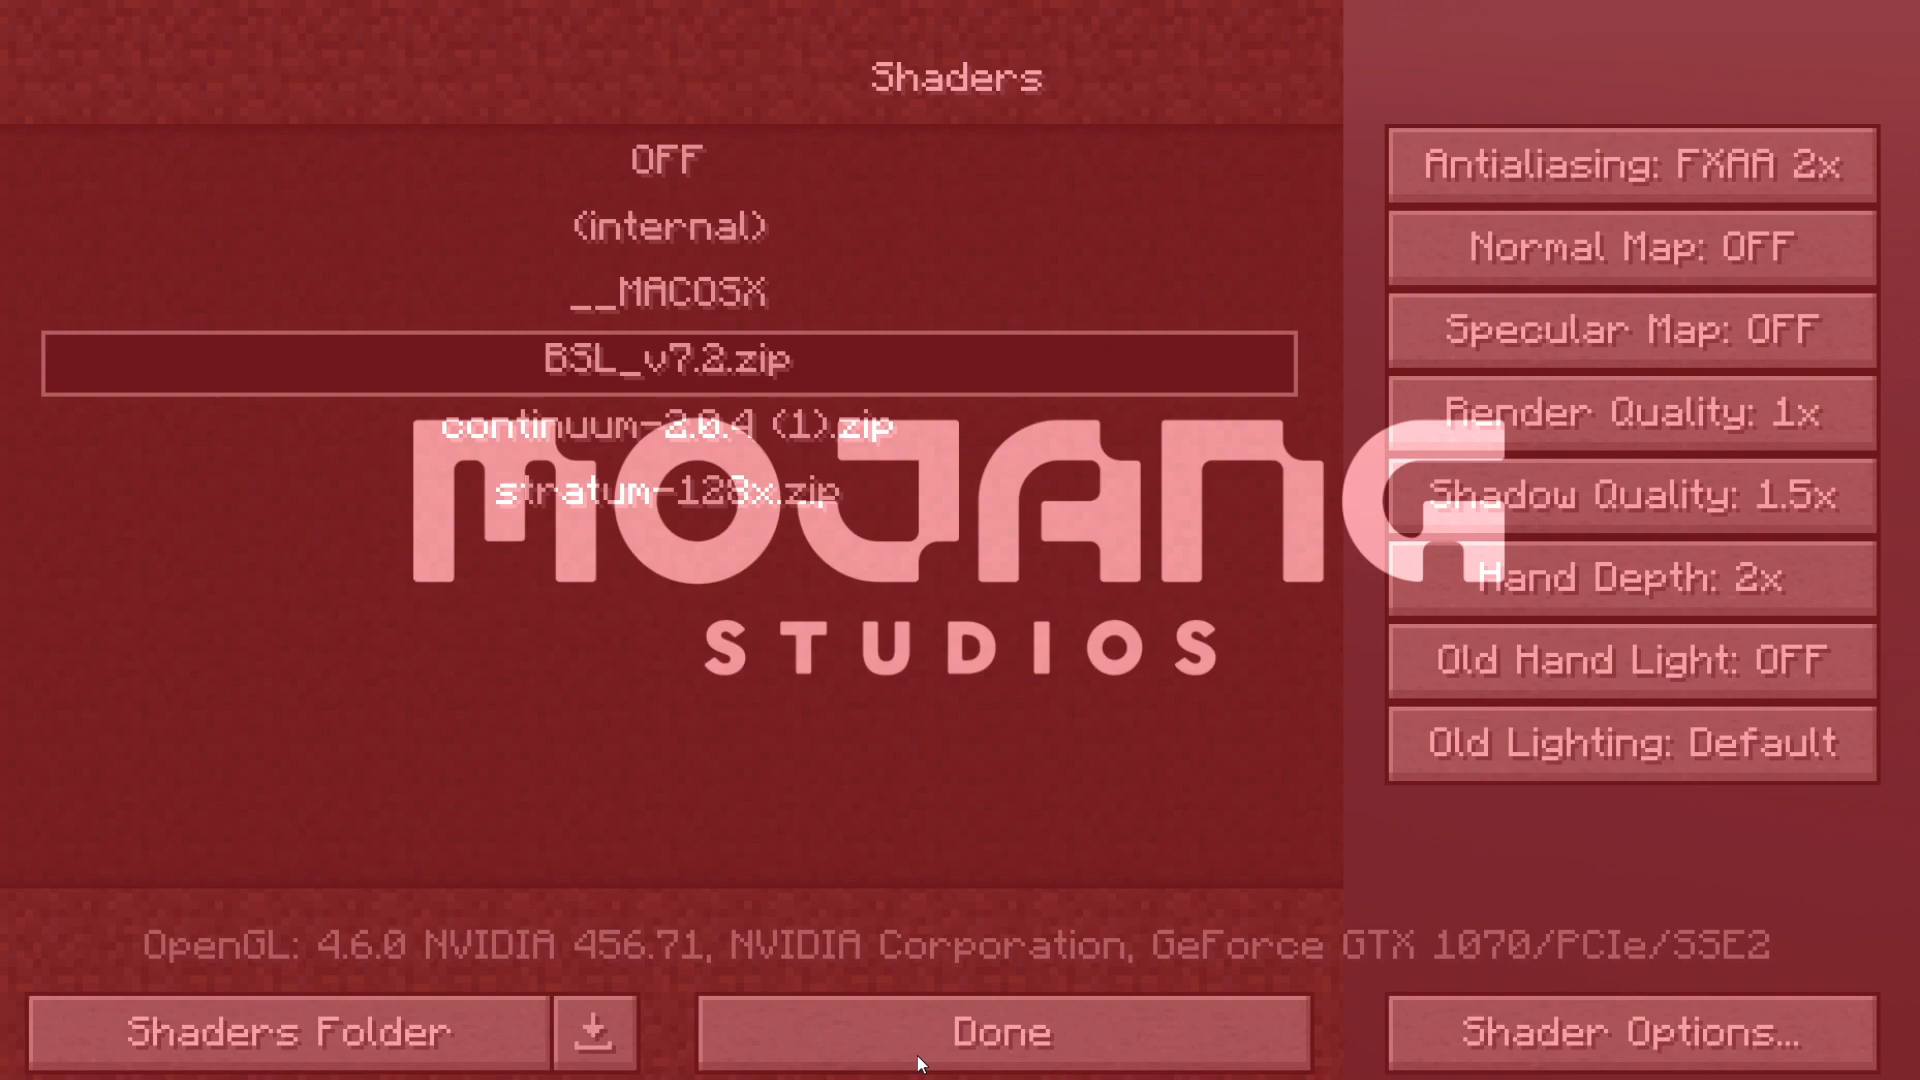 Shaders
OFF
(internal)
__MACOSX
BSL_v7.2.zip
continuum-2.0.4 (1).zip
stratum-128x.zip
MOJANG
STUDIOS
Antialiasing: FXAA 2x
Normal Map: OFF
Specular Map: OFF
Render Quality: 1x
Shadow Quality: 1.5x
Hand Depth: 2x
Old Hand Light: OFF
Old Lighting: Default
OpenGL: 4.6.0 NVIDIA 456.71, NVIDIA Corporation, GeForce GTX 1070/PCIe/SSE2
Shaders Folder
Done
Shader Options...